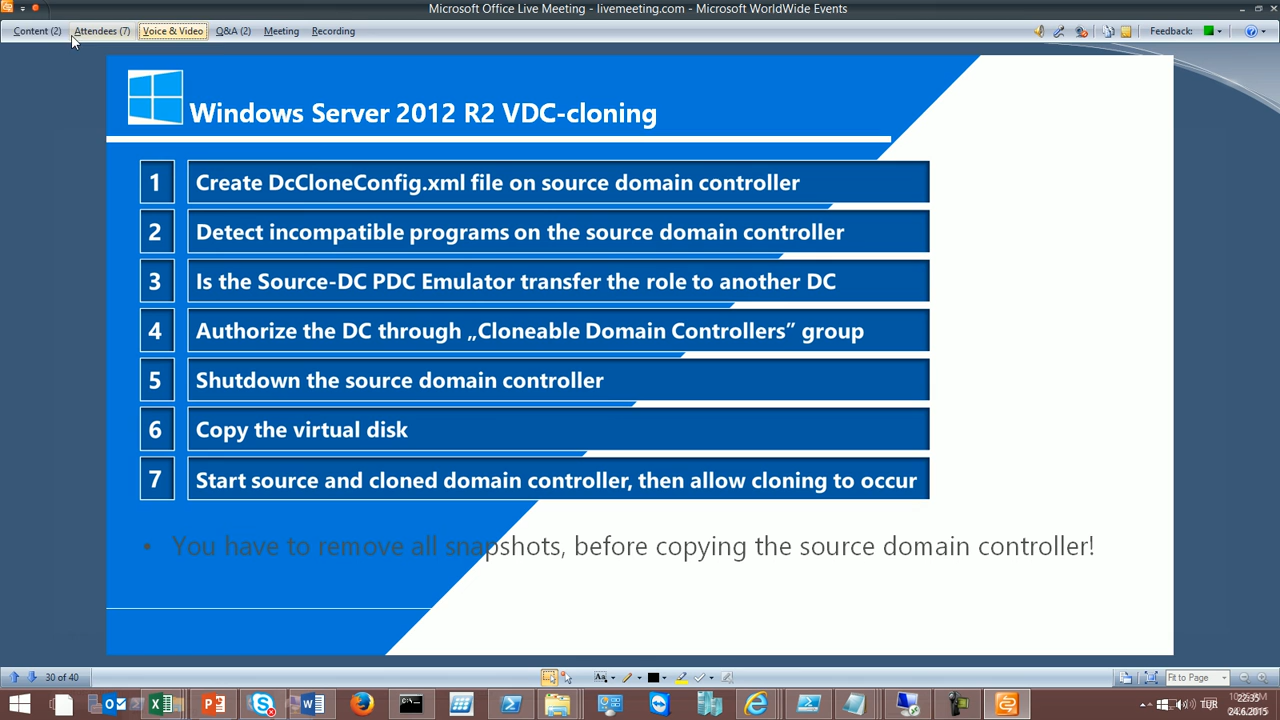 Microsoft Office Live Meeting - livemeeting.com - Microsoft WorldWide Events
Content (2) Attendees (7) Voice & Video Q&A (2) Meeting Recording Feedback:
Windows Server 2012 R2 VDC-cloning
1 Create DcCloneConfig.xml file on source domain controller
2 Detect incompatible programs on the source domain controller
3 Is the Source-DC PDC Emulator transfer the role to another DC
4 Authorize the DC through „Cloneable Domain Controllers” group
5 Shutdown the source domain controller
6 Copy the virtual disk
7 Start source and cloned domain controller, then allow cloning to occur
• You have to remove all snapshots, before copying the source domain controller!
30 of 40 Fit to Page
TUR
24.6.2015